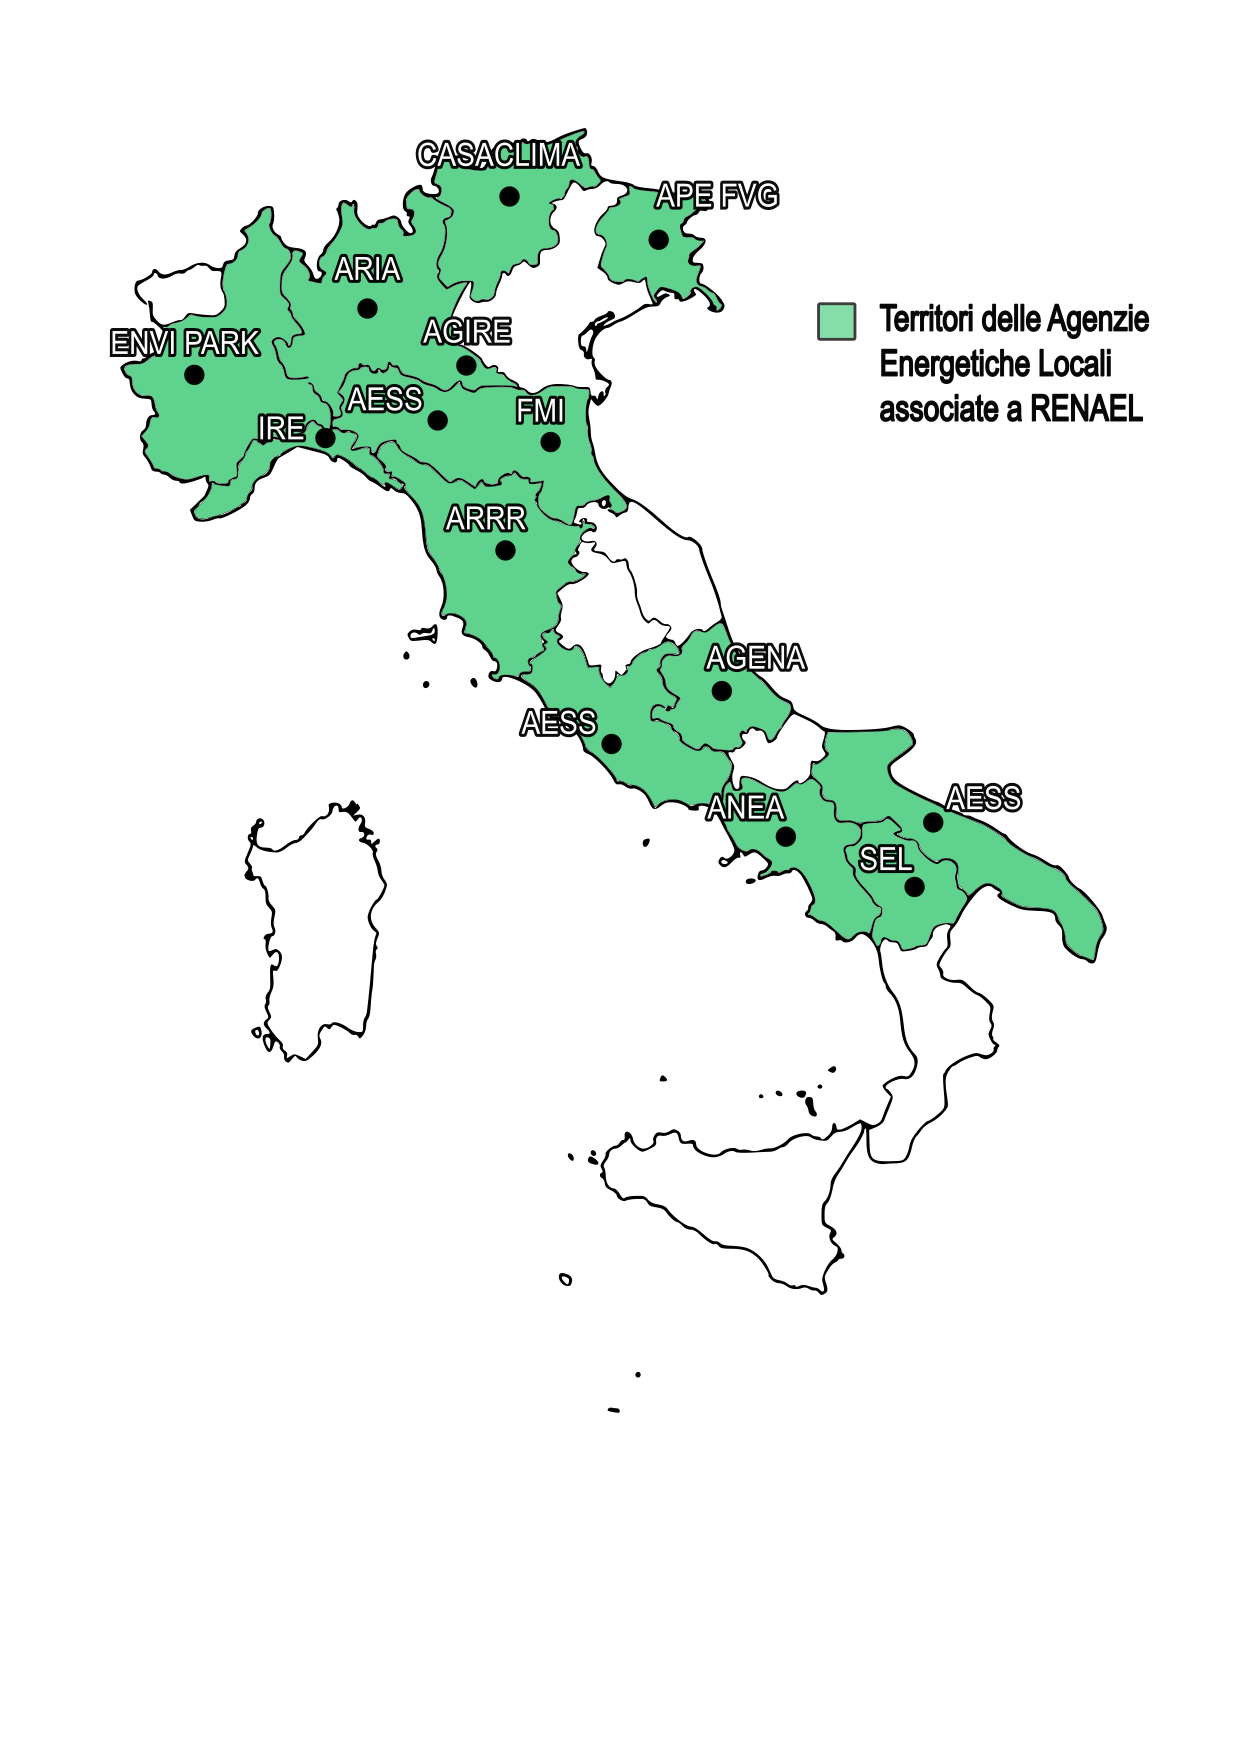 CASACLIMA
APE FVG
ARIA
Territori delle Agenzie
Energetiche Locali
associate a RENAEL
AGIRE
ENVI PARK
AESS
FMI
IRE
ARRR
AGENA
AESS
AESS
ANEA
SEL